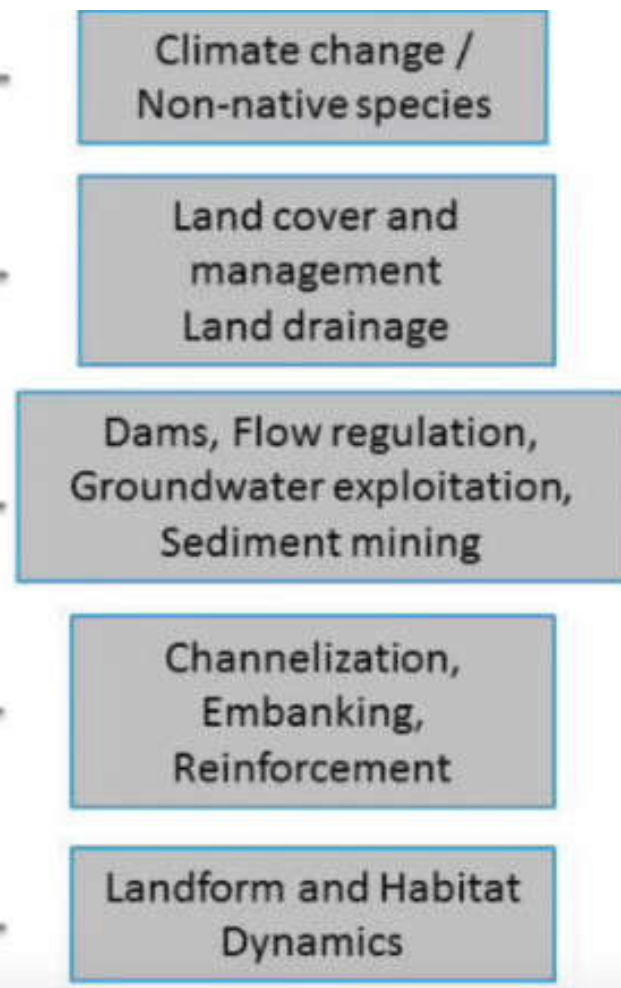 Climate change /
Non-native species
Land cover and
management
Land drainage
Dams, Flow regulation,
Groundwater exploitation,
Sediment mining
Channelization,
Embanking,
Reinforcement
Landform and Habitat
Dynamics